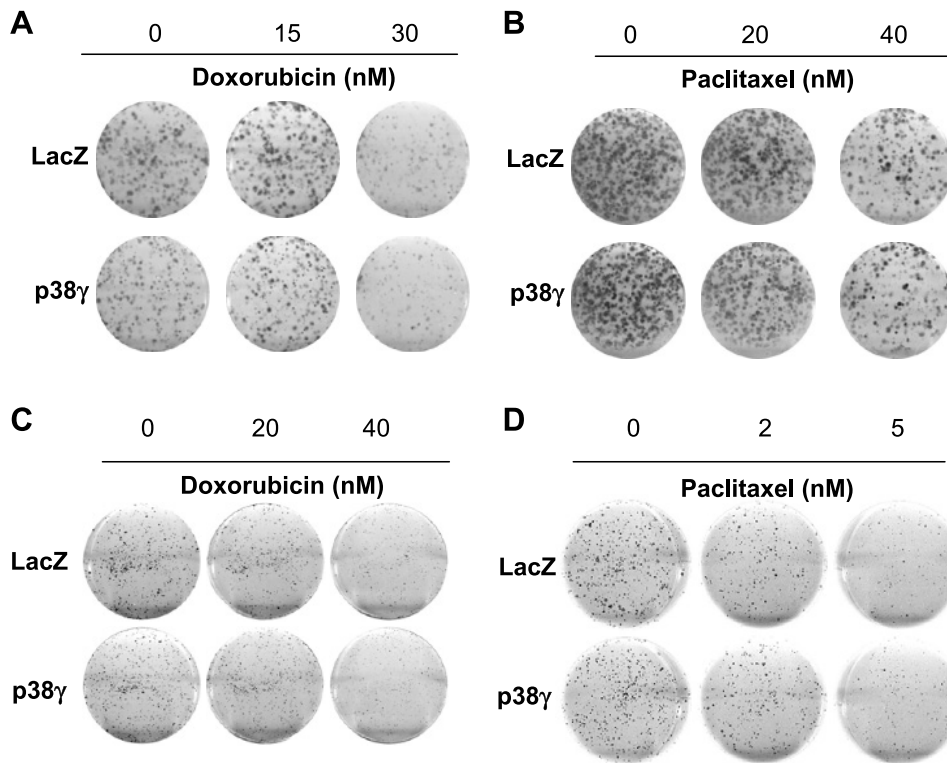 A
0 15 30
Doxorubicin (nM)
LacZ
p38γ
B
0 20 40
Paclitaxel (nM)
LacZ
p38γ
C
0 20 40
Doxorubicin (nM)
LacZ
p38γ
D
0 2 5
Paclitaxel (nM)
LacZ
p38γ